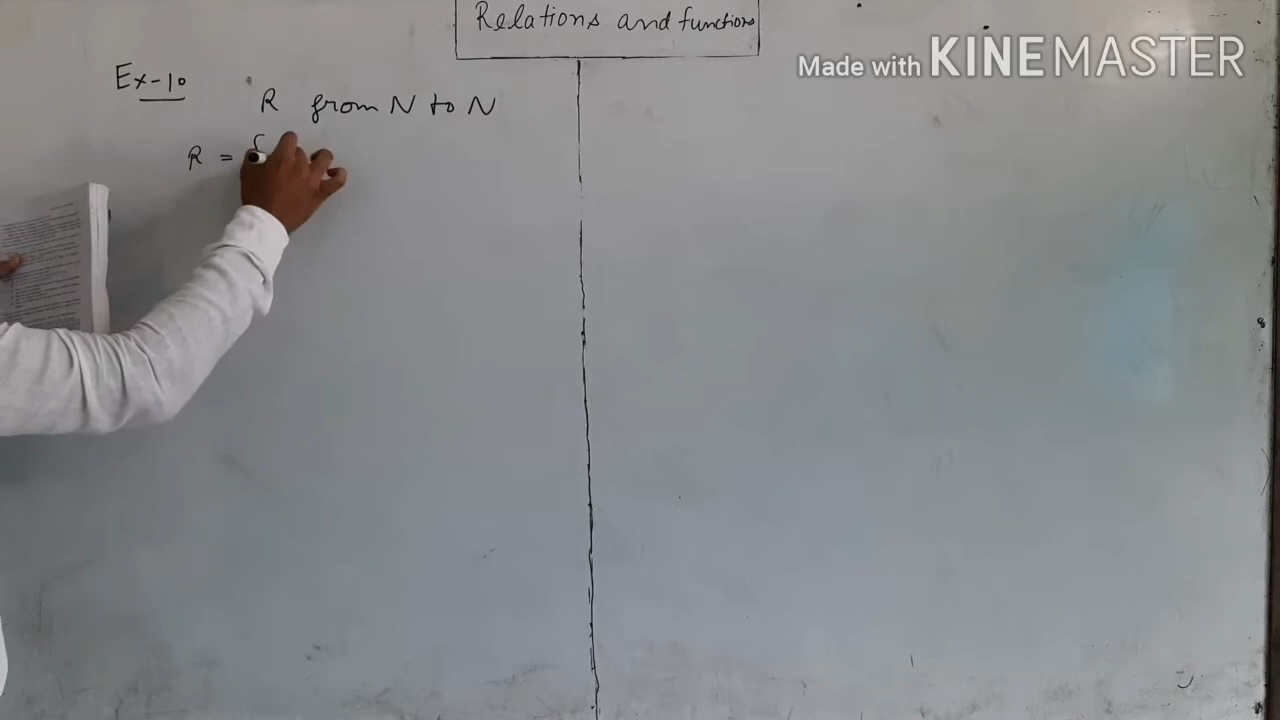 Relations and functions
Made with KINEMASTER
Ex-10
R from N to N
R = {